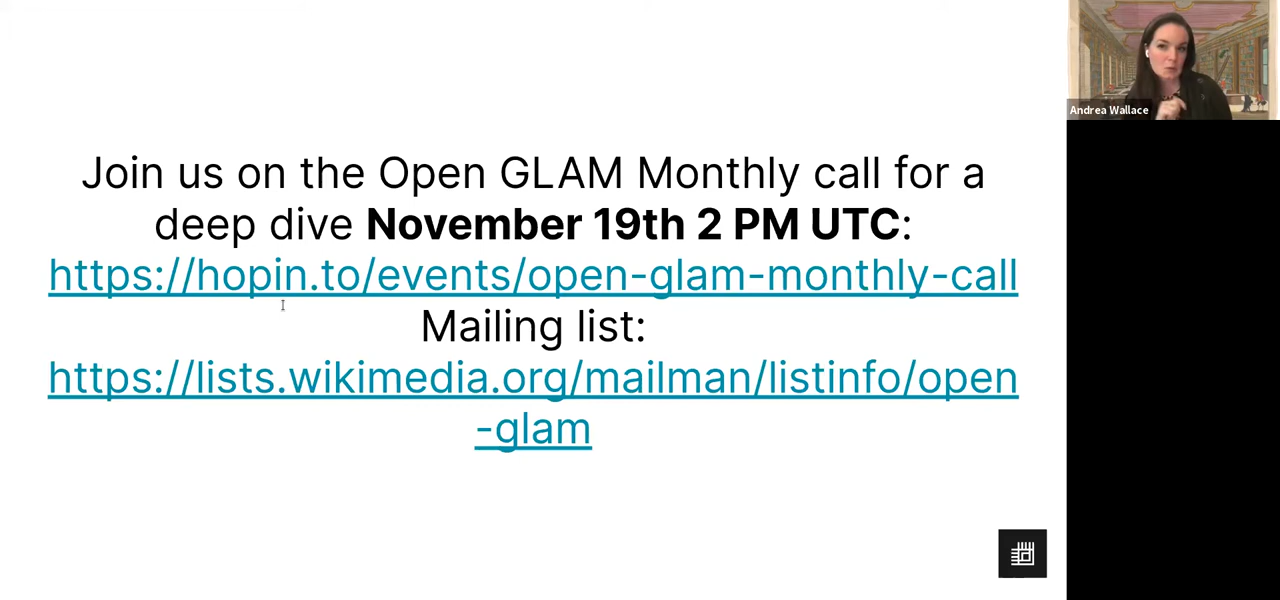 Join us on the Open GLAM Monthly call for a
deep dive November 19th 2 PM UTC:
https://hopin.to/events/open-glam-monthly-call
Mailing list:
https://lists.wikimedia.org/mailman/listinfo/open
-glam
Andrea Wallace